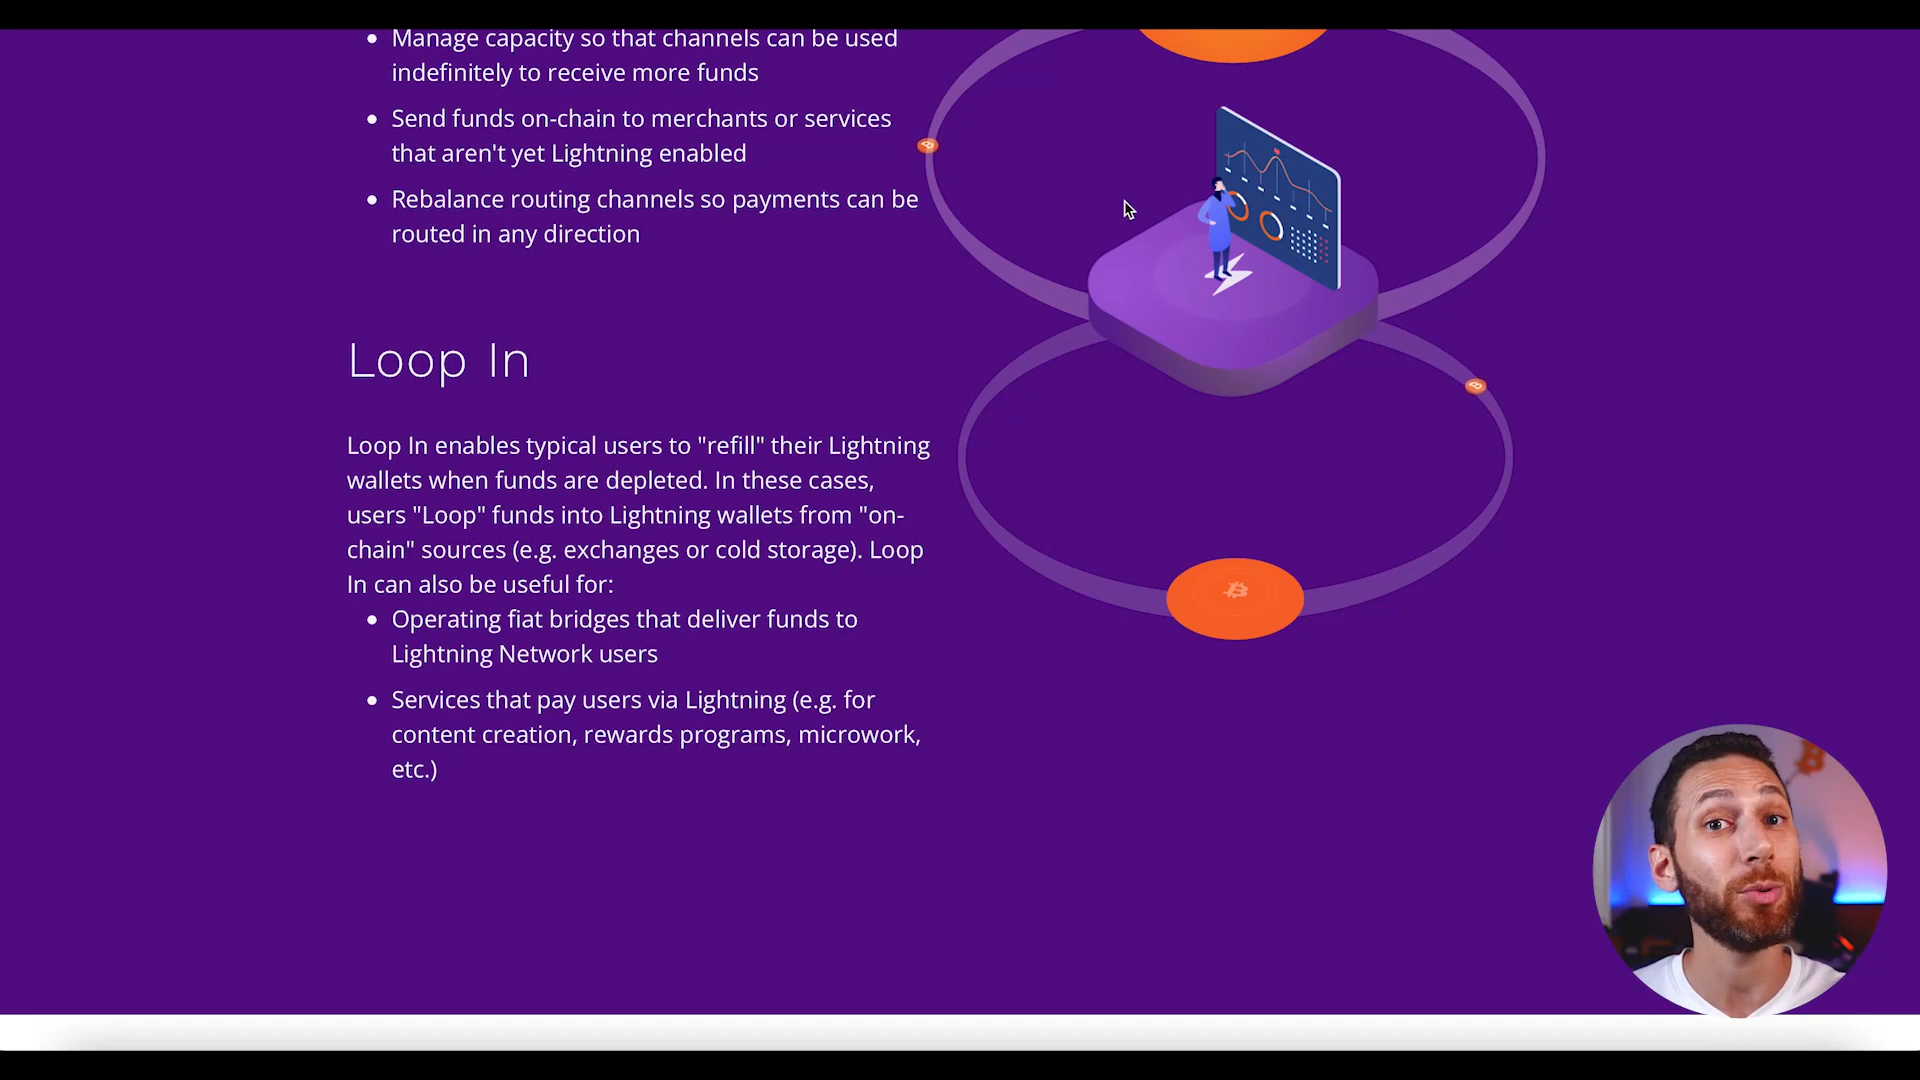 Manage capacity so that channels can be used
indefinitely to receive more funds
Send funds on-chain to merchants or services
that aren't yet Lightning enabled
Rebalance routing channels so payments can be
routed in any direction
Loop In
Loop In enables typical users to "refill" their Lightning
wallets when funds are depleted. In these cases,
users "Loop" funds into Lightning wallets from "on-
chain" sources (e.g. exchanges or cold storage). Loop
In can also be useful for:
Operating fiat bridges that deliver funds to
Lightning Network users
Services that pay users via Lightning (e.g. for
content creation, rewards programs, microwork,
etc.)